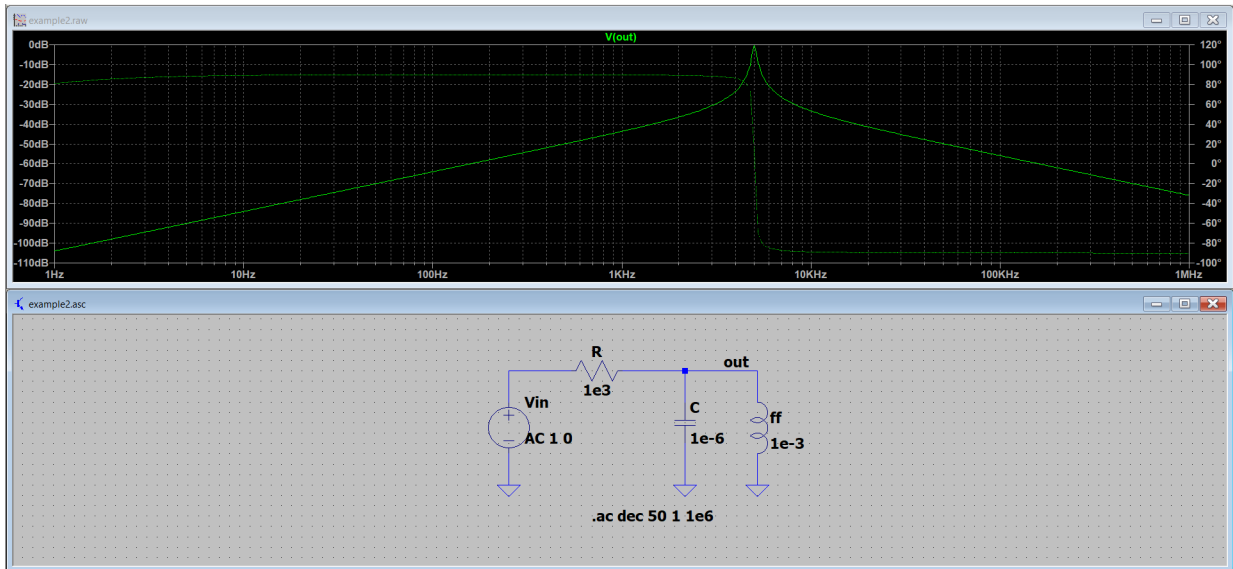 example2.raw
V(out)
0dB
-10dB
-20dB
-30dB
-40dB
-50dB
-60dB
-70dB
-80dB
-90dB
-100dB
-110dB
120°
100°
80°
60°
40°
20°
0°
-20°
-40°
-60°
-80°
-100°
1Hz 10Hz 100Hz 1KHz 10KHz 100KHz 1MHz
example2.asc
R
1e3
out
Vin
AC 1 0
C
1e-6
ff
1e-3
.ac dec 50 1 1e6